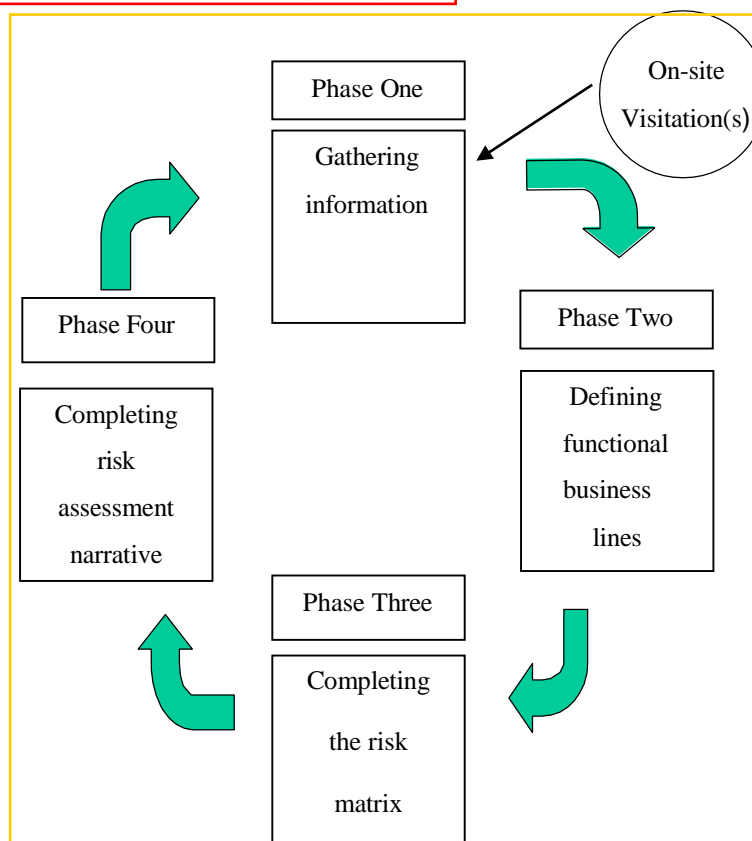 On-site
Visitation(s)
Phase One
Gathering
information
Phase Two
Defining
functional
business
lines
Phase Three
Completing
the risk
matrix
Phase Four
Completing
risk
assessment
narrative